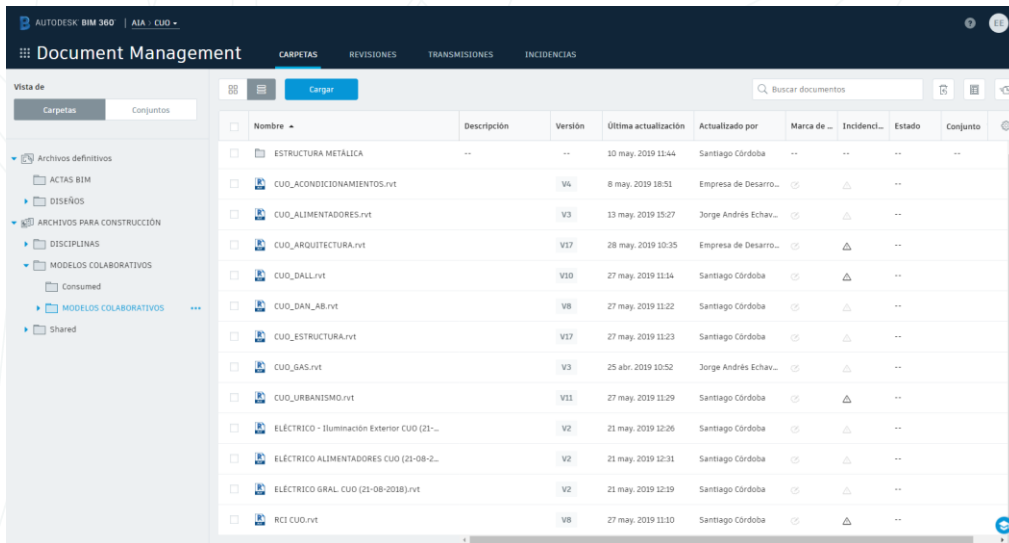 AUTODESK BIM 360 | AIA > CUO
EE
Document Management CARPETAS REVISIONES TRANSMISIONES INCIDENCIAS
Vista de
Carpetas Conjuntos
Archivos definitivos
ACTAS BIM
DISEÑOS
ARCHIVOS PARA CONSTRUCCIÓN
DISCIPLINAS
MODELOS COLABORATIVOS
Consumed
MODELOS COLABORATIVOS ...
Shared
Cargar Buscar documentos
Nombre Descripción Versión Última actualización Actualizado por Marca de ... Incidenci... Estado Conjunto
ESTRUCTURA METÁLICA -- -- 10 may. 2019 11:44 Santiago Córdoba -- -- -- --
CUO_ACONDICIONAMIENTOS.rvt V4 8 may. 2019 18:51 Empresa de Desarro... --
CUO_ALIMENTADORES.rvt V3 13 may. 2019 15:27 Jorge Andrés Echav... --
CUO_ARQUITECTURA.rvt V17 28 may. 2019 10:35 Empresa de Desarro... --
CUO_DALL.rvt V10 27 may. 2019 11:14 Santiago Córdoba --
CUO_DAN_AB.rvt V8 27 may. 2019 11:22 Santiago Córdoba --
CUO_ESTRUCTURA.rvt V17 27 may. 2019 11:23 Santiago Córdoba --
CUO_GAS.rvt V3 25 abr. 2019 10:52 Jorge Andrés Echav... --
CUO_URBANISMO.rvt V11 27 may. 2019 11:29 Santiago Córdoba --
ELÉCTRICO - Iluminación Exterior CUO (21-... V2 21 may. 2019 12:26 Santiago Córdoba --
ELÉCTRICO ALIMENTADORES CUO (21-08-2... V2 21 may. 2019 12:31 Santiago Córdoba --
ELÉCTRICO GRAL. CUO (21-08-2018).rvt V2 21 may. 2019 12:19 Santiago Córdoba --
RCI CUO.rvt V8 27 may. 2019 11:10 Santiago Córdoba --